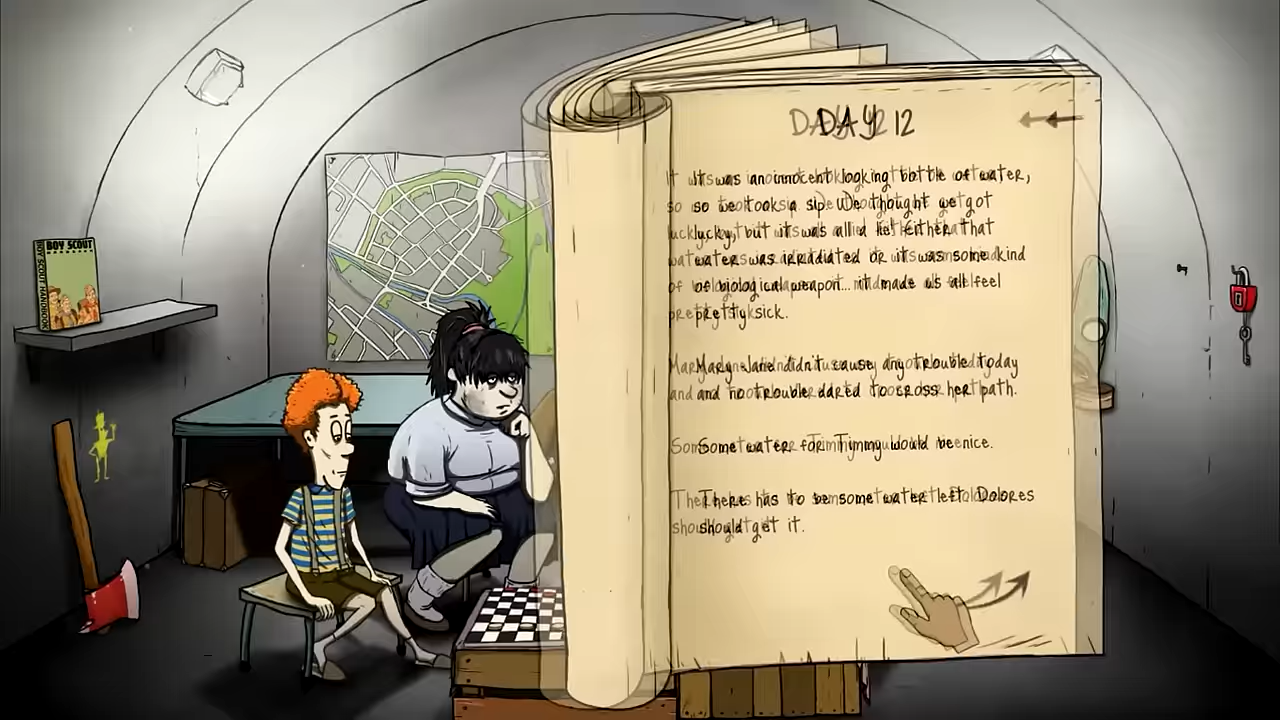 BOY SCOUT
BOY SCOUT HANDBOOK
DAY 12
It was an innocent looking bottle of water,
so we took a sip. We thought we got
lucky, but it was all a lie! Either that
water was irradiated or it was some kind
of biological weapon... it made us all feel
pretty sick.
Mary Jane didn't cause any trouble today
and no trouble dared to cross her path.
Some water for Timmy would be nice.
There has to be some water left. Dolores
should get it.